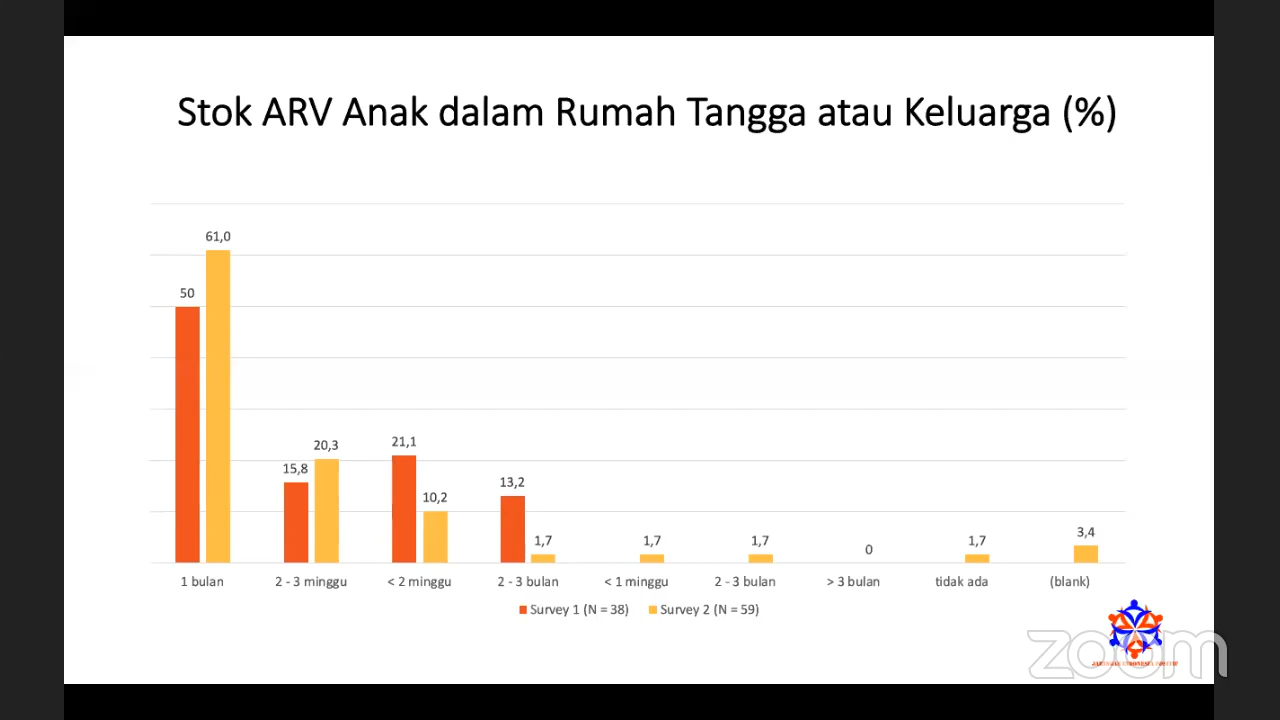 Stok ARV Anak dalam Rumah Tangga atau Keluarga (%)
61,0
50
20,3
15,8
21,1
10,2
13,2
1,7
1,7
1,7
0
1,7
3,4
1 bulan
2 - 3 minggu
< 2 minggu
2 - 3 bulan
< 1 minggu
2 - 3 bulan
> 3 bulan
tidak ada
(blank)
Survey 1 (N = 38)
Survey 2 (N = 59)
zoom
JARINGAN INDONESIA POSITIF